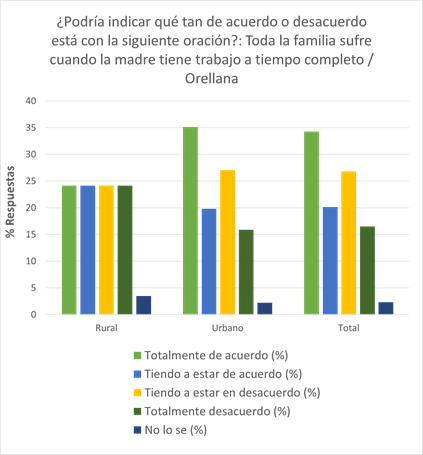 ¿Podría indicar qué tan de acuerdo o desacuerdo
está con la siguiente oración?: Toda la familia sufre
cuando la madre tiene trabajo a tiempo completo /
Orellana
% Respuestas
40
35
30
25
20
15
10
5
0
Rural
Urbano
Total
Totalmente de acuerdo (%)
Tiendo a estar de acuerdo (%)
Tiendo a estar en desacuerdo (%)
Totalmente desacuerdo (%)
No lo se (%)